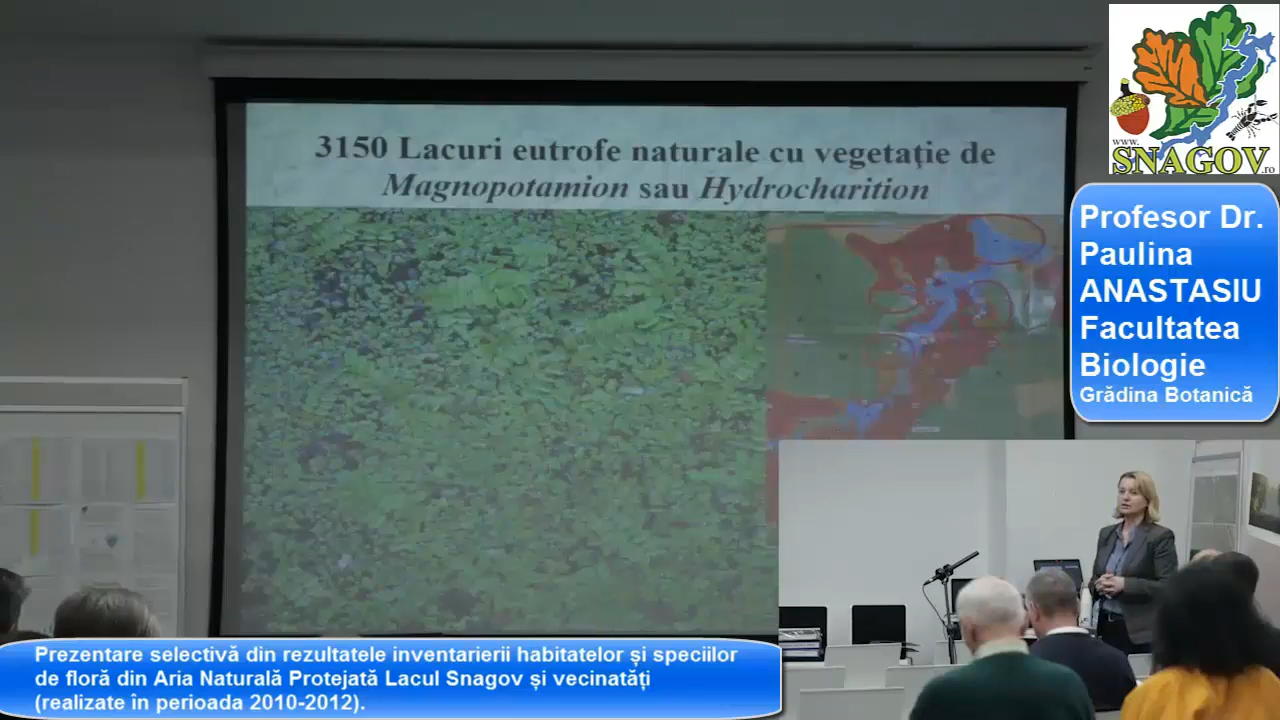 3150 Lacuri eutrofe naturale cu vegetaţie de
Magnopotamion sau Hydrocharition
www.
SNAGOV.ro
Profesor Dr.
Paulina
ANASTASIU
Facultatea
Biologie
Grădina Botanică
Prezentare selectivă din rezultatele inventarierii habitatelor și speciilor
de floră din Aria Naturală Protejată Lacul Snagov și vecinatăți
(realizate în perioada 2010-2012).